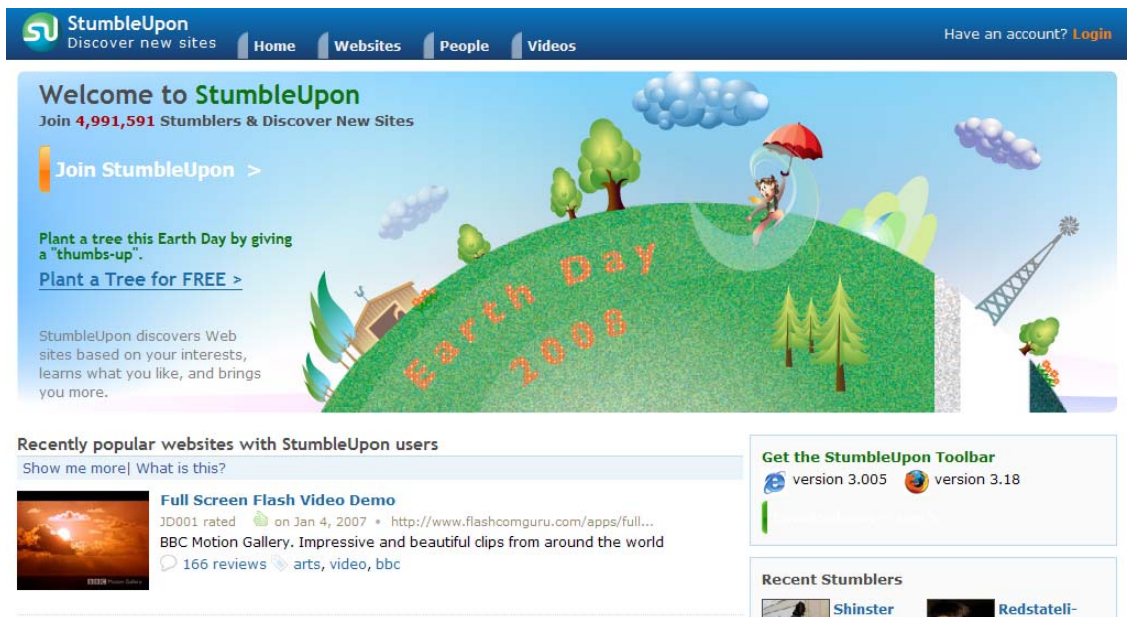 StumbleUpon
Discover new sites
Home Websites People Videos
Have an account? Login
Welcome to StumbleUpon
Join 4,991,591 Stumblers & Discover New Sites
Join StumbleUpon >
Plant a tree this Earth Day by giving
a "thumbs-up".
Plant a Tree for FREE >
StumbleUpon discovers Web
sites based on your interests,
learns what you like, and brings
you more.
Earth Day
2008
Recently popular websites with StumbleUpon users
Show me more| What is this?
Full Screen Flash Video Demo
JD001 rated on Jan 4, 2007 • http://www.flashcomguru.com/apps/full...
BBC Motion Gallery. Impressive and beautiful clips from around the world
166 reviews arts, video, bbc
BBC Motion Gallery
Get the StumbleUpon Toolbar
version 3.005 version 3.18
Recent Stumblers
Shinster Redstateli-